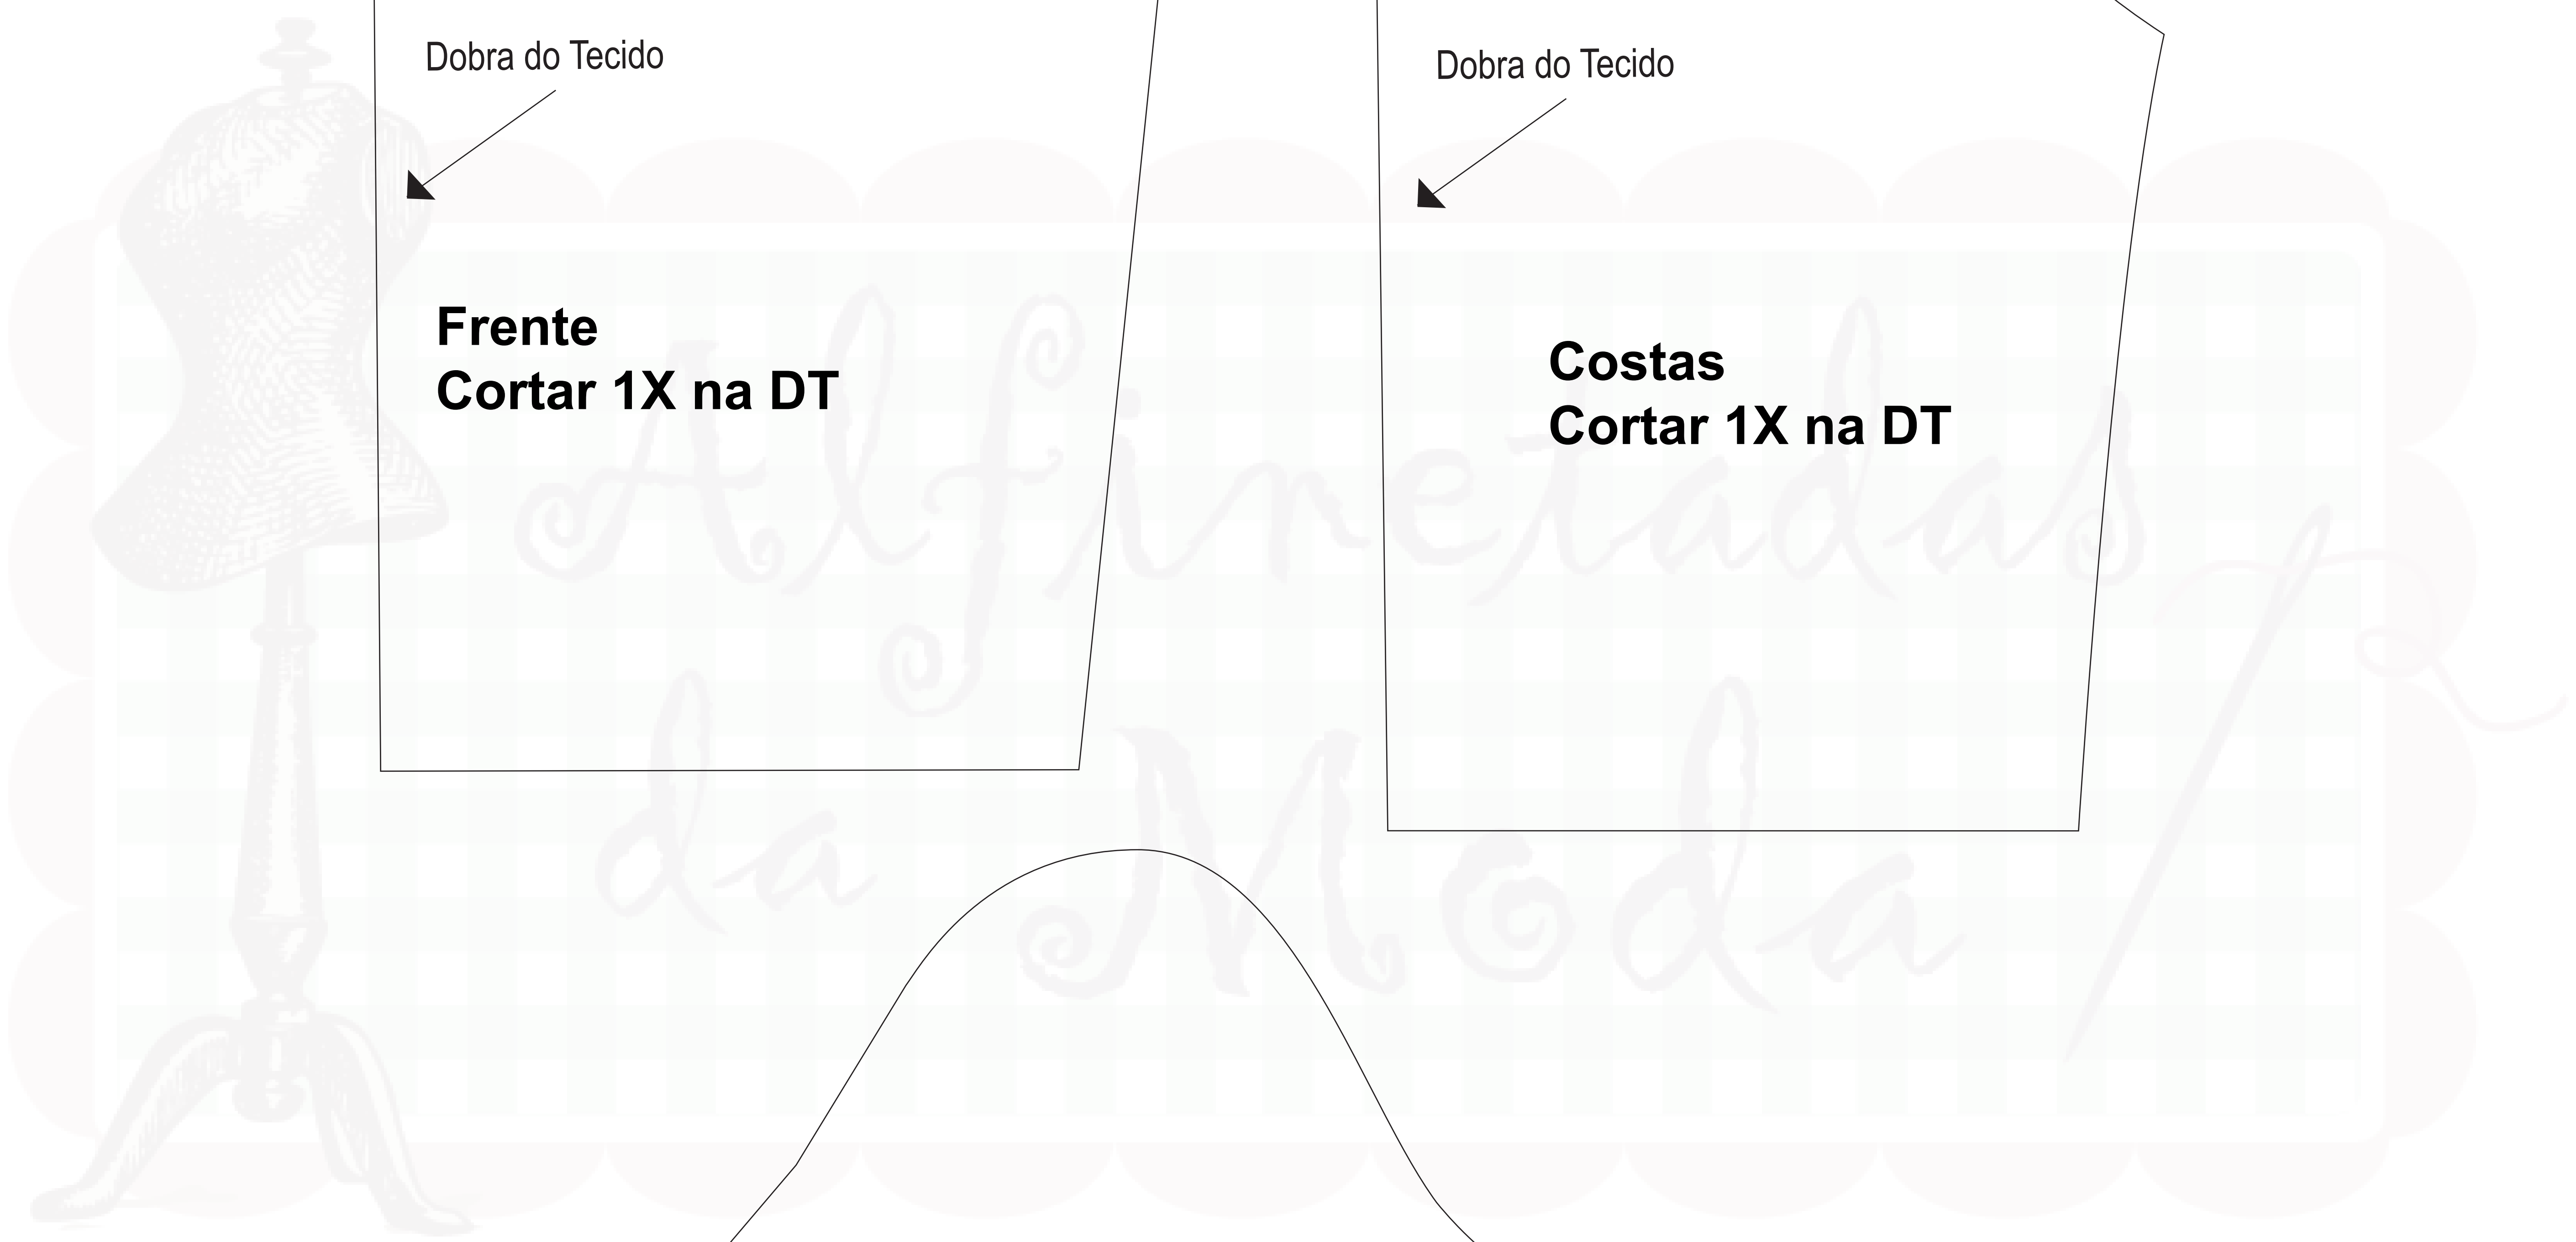 Dobra do Tecido
Dobra do Tecido
Frente
Cortar 1X na DT
Costas
Cortar 1X na DT
Alfinetadas
da Moda